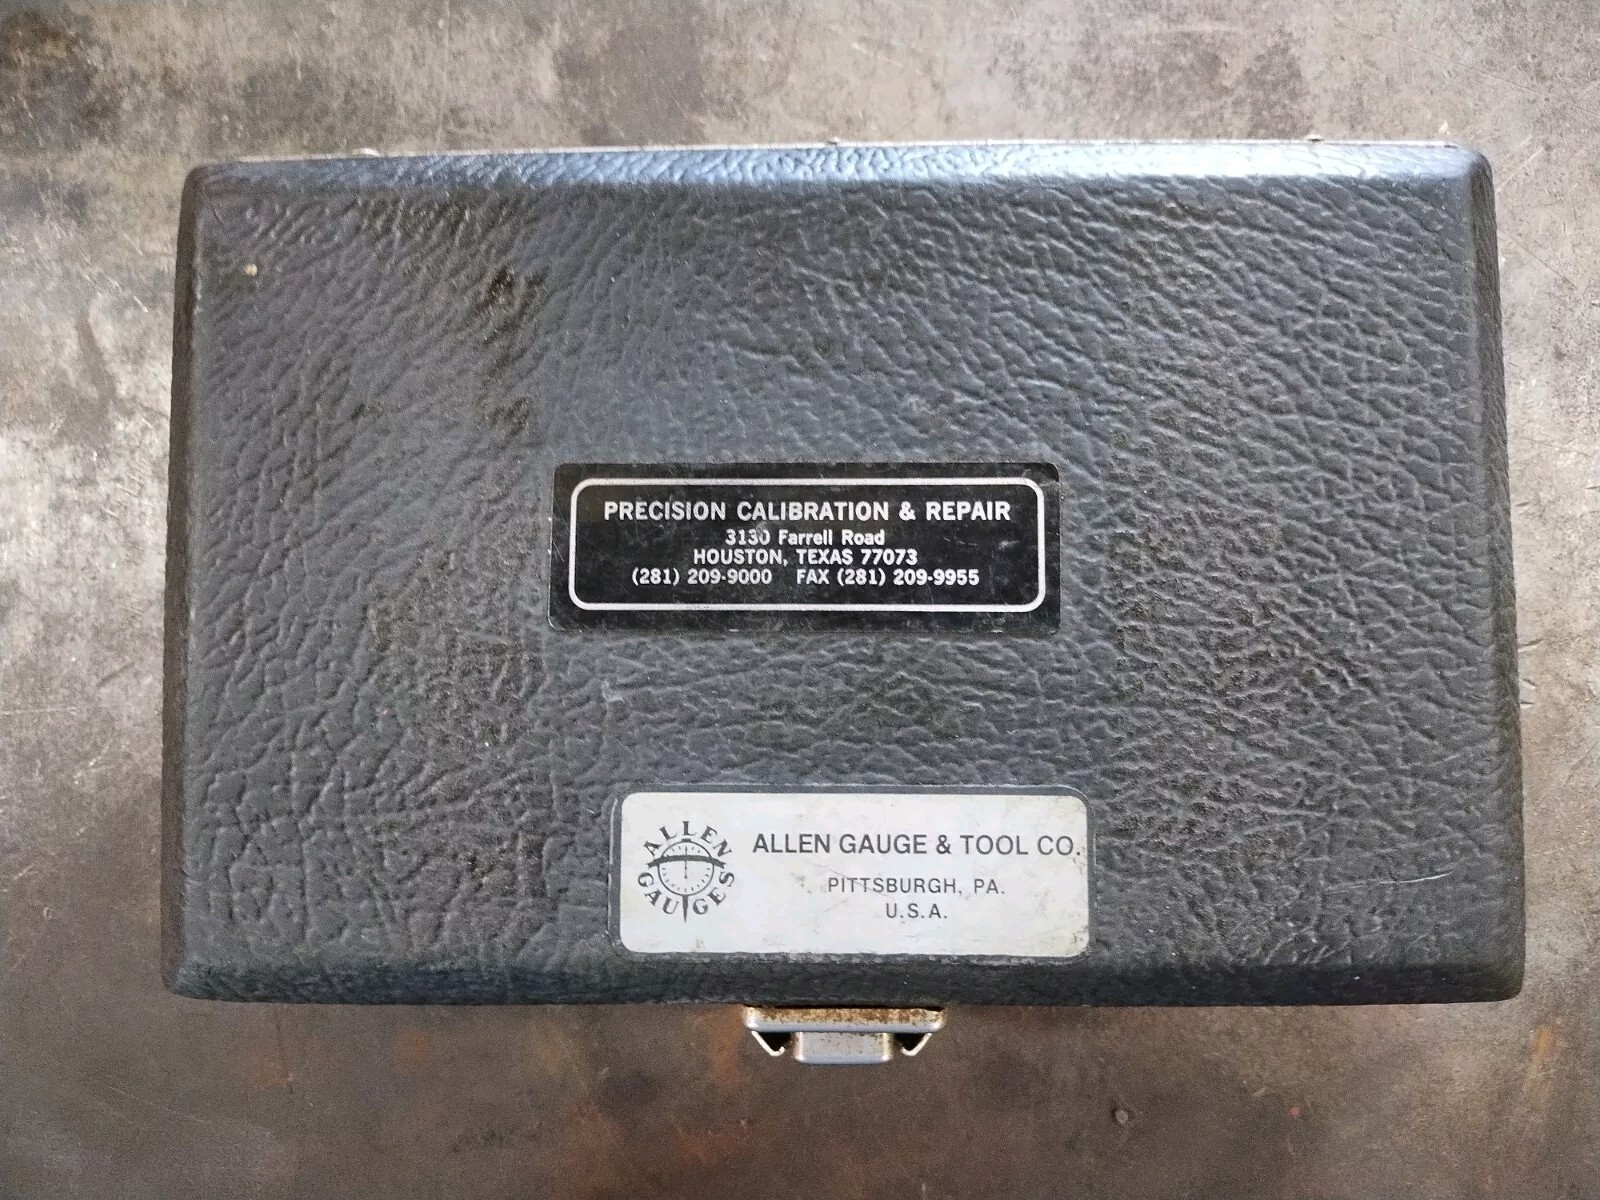 PRECISION CALIBRATION & REPAIR
3130 Farrell Road
HOUSTON, TEXAS 77073
(281) 209-9000 FAX (281) 209-9955
ALLEN GAUGES
ALLEN GAUGE & TOOL CO.
PITTSBURGH, PA.
U.S.A.